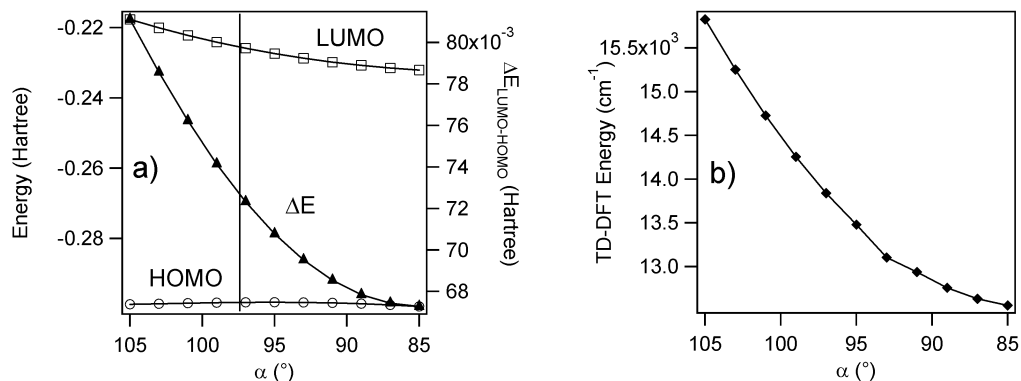 Energy (Hartree)
-0.22
-0.24
-0.26
-0.28
105
100
95
90
85
α (°)
a)
LUMO
HOMO
ΔE
80x10⁻³
78
76
74
72
70
68
ΔE_LUMO-HOMO (Hartree)
TD-DFT Energy (cm⁻¹)
15.5x10³
15.0
14.5
14.0
13.5
13.0
b)
105
100
95
90
85
α (°)